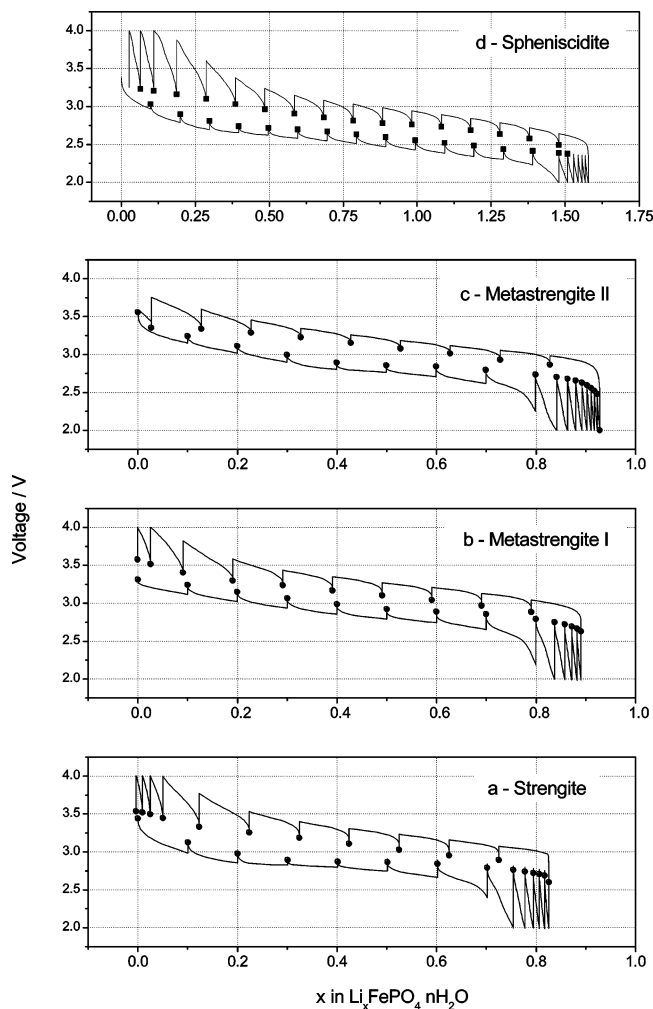 d - Spheniscidite
4.0
3.5
3.0
2.5
2.0
0.00 0.25 0.50 0.75 1.00 1.25 1.50 1.75
c - Metastrengite II
4.0
3.5
3.0
2.5
2.0
0.0 0.2 0.4 0.6 0.8 1.0
Voltage / V
b - Metastrengite I
4.0
3.5
3.0
2.5
2.0
0.0 0.2 0.4 0.6 0.8 1.0
a - Strengite
4.0
3.5
3.0
2.5
2.0
0.0 0.2 0.4 0.6 0.8 1.0
x in LiₓFePO₄ nH₂O